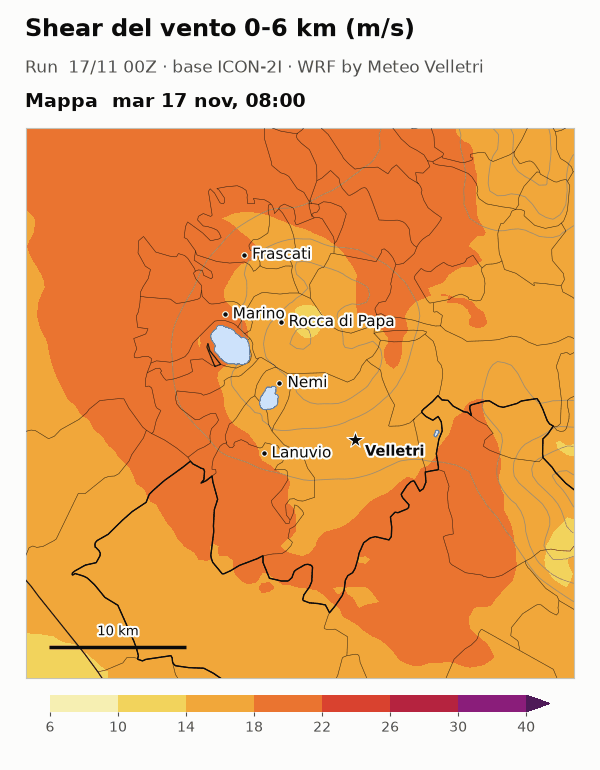 Shear del vento 0-6 km (m/s)
Run  17/11 00Z · base ICON-2I · WRF by Meteo Velletri
Mappa  mar 17 nov, 08:00
Frascati
Marino
Rocca di Papa
Nemi
Velletri
Lanuvio
10 km
6 10 14 18 22 26 30 40